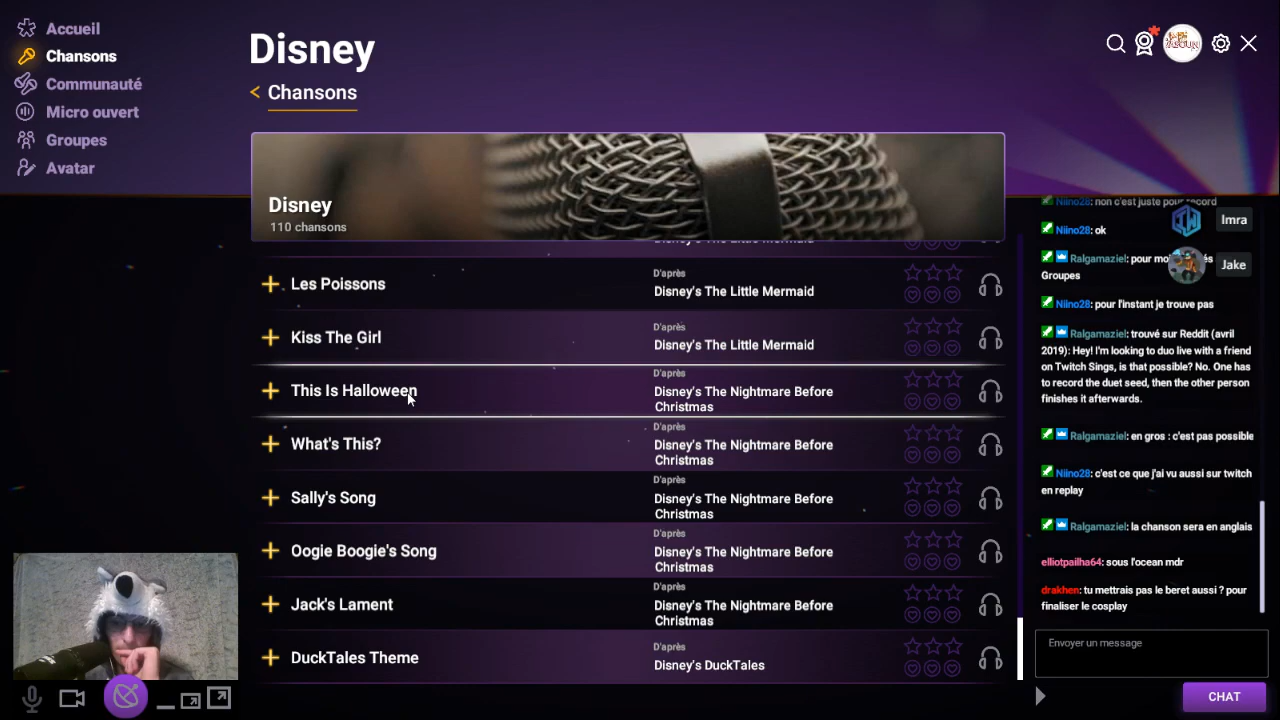 Accueil
Chansons
Communauté
Micro ouvert
Groupes
Avatar
Disney
< Chansons
Disney
110 chansons
Les Poissons
D'après
Disney's The Little Mermaid
Kiss The Girl
D'après
Disney's The Little Mermaid
This Is Halloween
D'après
Disney's The Nightmare Before
Christmas
What's This?
D'après
Disney's The Nightmare Before
Christmas
Sally's Song
D'après
Disney's The Nightmare Before
Christmas
Oogie Boogie's Song
D'après
Disney's The Nightmare Before
Christmas
Jack's Lament
D'après
Disney's The Nightmare Before
Christmas
DuckTales Theme
D'après
Disney's DuckTales
Imra
Jake
Niino28: non c'est juste pour record
Niino28: ok
Ralgamaziel: pour
Groupes
Niino28: pour l'instant je trouve pas
Ralgamaziel: trouvé sur Reddit (avril
2019): Hey! I'm looking to duo live with a friend
on Twitch Sings, is that possible? No. One has
to record the duet seed, then the other person
finishes it afterwards.
Ralgamaziel: en gros : c'est pas possible
Niino28: c'est ce que j'ai vu aussi sur twitch
en replay
Ralgamaziel: la chanson sera en anglais
elliotpailha64: sous l'ocean mdr
drakhen: tu mettrais pas le beret aussi ? pour
finaliser le cosplay
Envoyer un message
CHAT